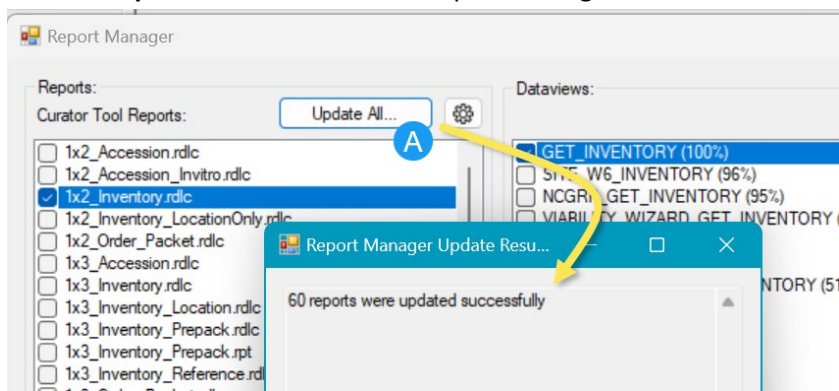 Report Manager
Reports:
Curator Tool Reports:
Update All...
A
1x2_Accession.rdlc
1x2_Accession_Invitro.rdlc
1x2_Inventory.rdlc
1x2_Inventory_LocationOnly.rdlc
1x2_Order_Packet.rdlc
1x3_Accession.rdlc
1x3_Inventory.rdlc
1x3_Inventory_Location.rdlc
1x3_Inventory_Prepack.rdlc
1x3_Inventory_Prepack.rpt
1x3_Inventory_Reference.rdl
Dataviews:
GET_INVENTORY (100%)
SITE_W6_INVENTORY (96%)
GET_INVENTORY (95%)
VIABILITY_WIZARD_GET_INVENTORY (
NTORY (51
Report Manager Update Resu...
60 reports were updated successfully